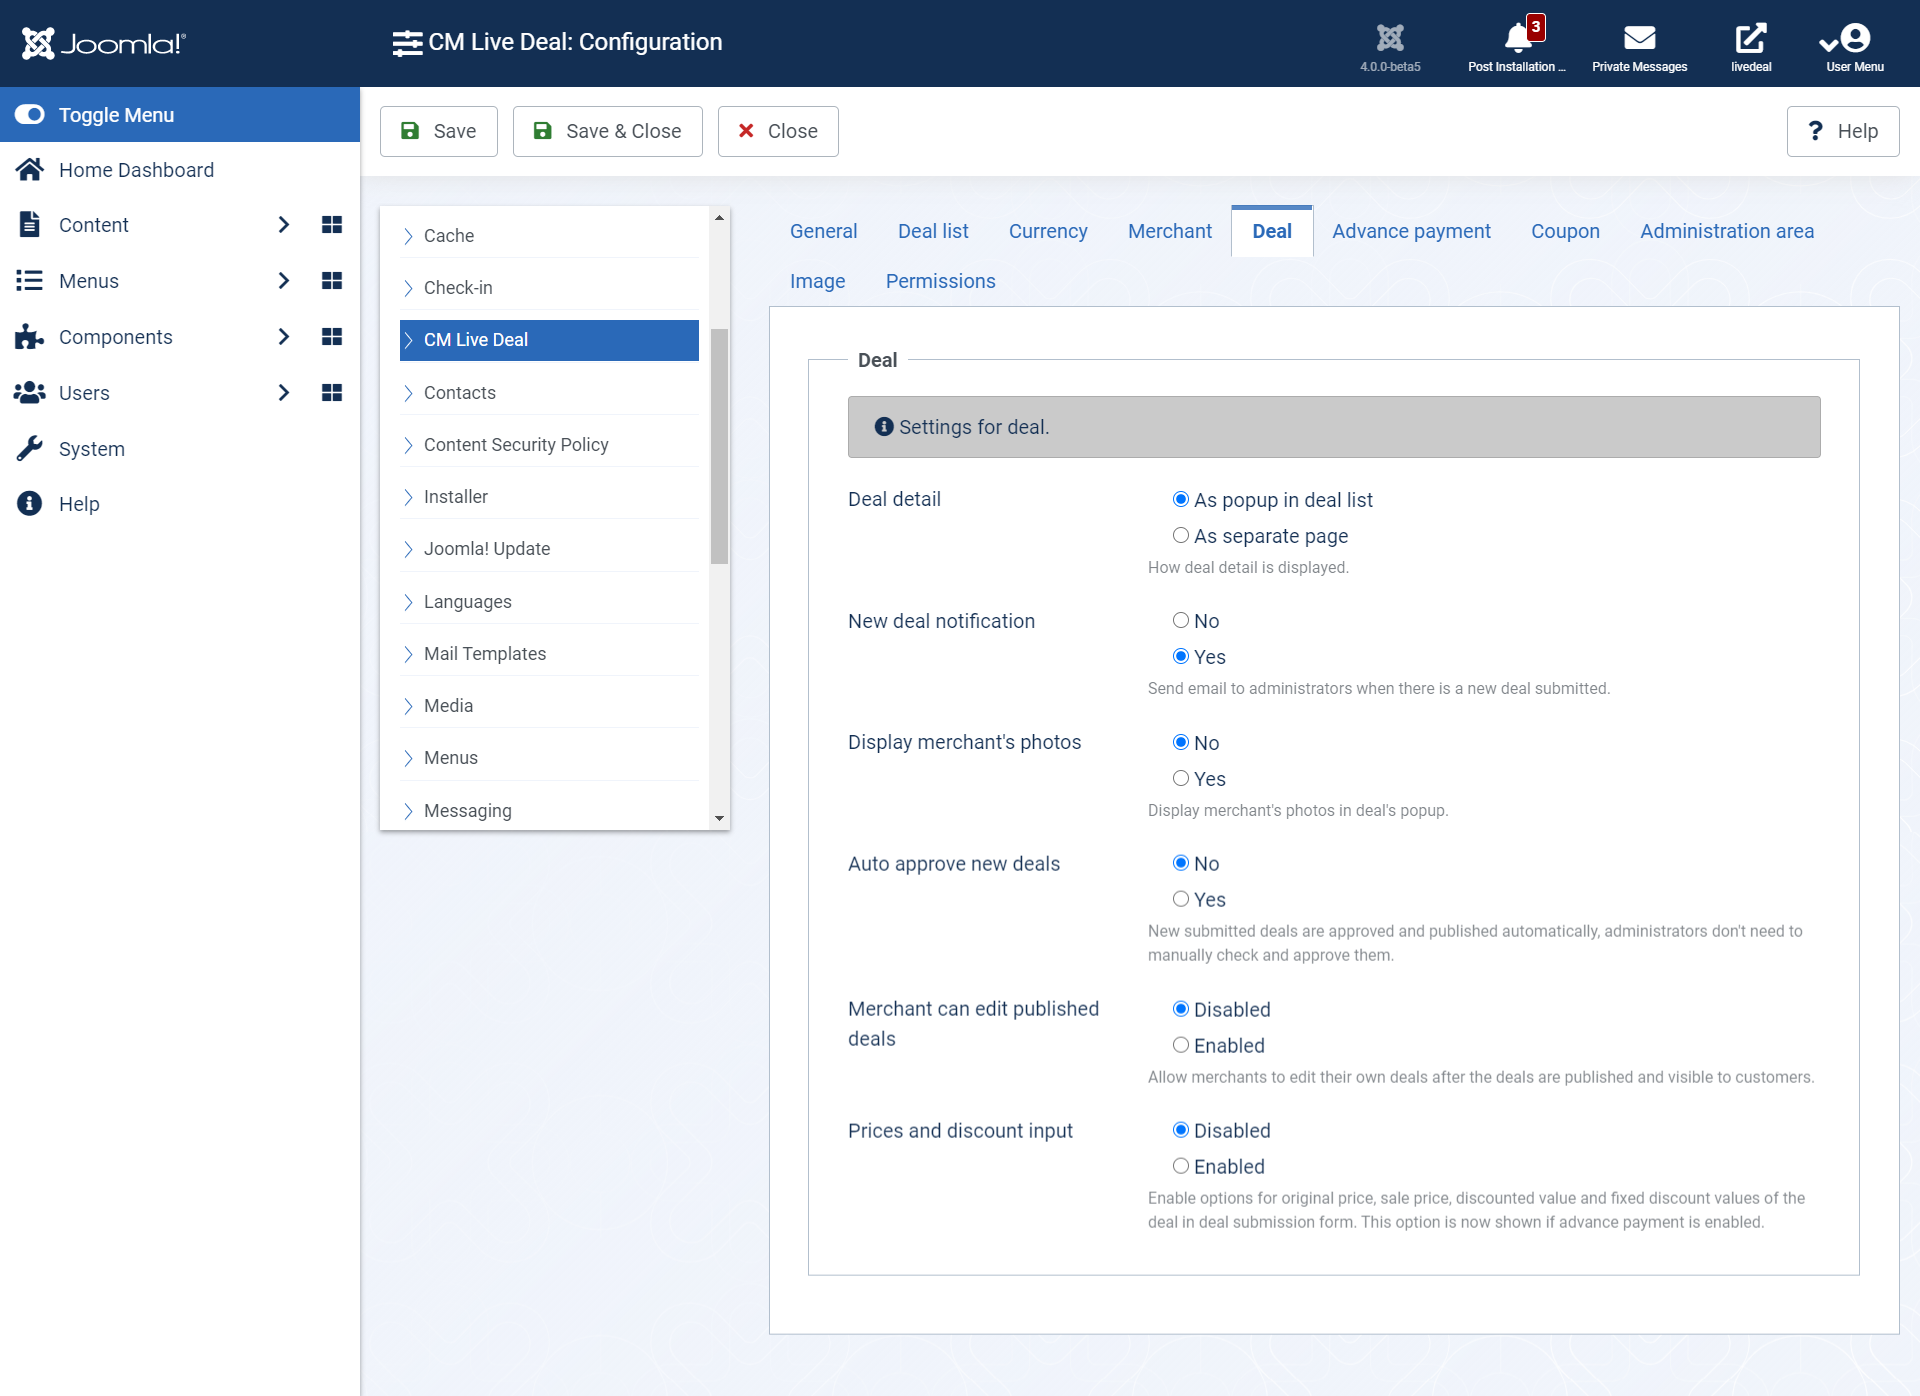 Joomla!®
CM Live Deal: Configuration
4.0.0-beta5
3
Post Installation ...
Private Messages
livedeal
User Menu
Toggle Menu
Home Dashboard
Content
Menus
Components
Users
System
Help
Save
Save & Close
Close
? Help
Cache
Check-in
CM Live Deal
Contacts
Content Security Policy
Installer
Joomla! Update
Languages
Mail Templates
Media
Menus
Messaging
General
Deal list
Currency
Merchant
Deal
Advance payment
Coupon
Administration area
Image
Permissions
Deal
Settings for deal.
Deal detail
As popup in deal list
As separate page
How deal detail is displayed.
New deal notification
No
Yes
Send email to administrators when there is a new deal submitted.
Display merchant's photos
No
Yes
Display merchant's photos in deal's popup.
Auto approve new deals
No
Yes
New submitted deals are approved and published automatically, administrators don't need to
manually check and approve them.
Merchant can edit published
deals
Disabled
Enabled
Allow merchants to edit their own deals after the deals are published and visible to customers.
Prices and discount input
Disabled
Enabled
Enable options for original price, sale price, discounted value and fixed discount values of the
deal in deal submission form. This option is now shown if advance payment is enabled.